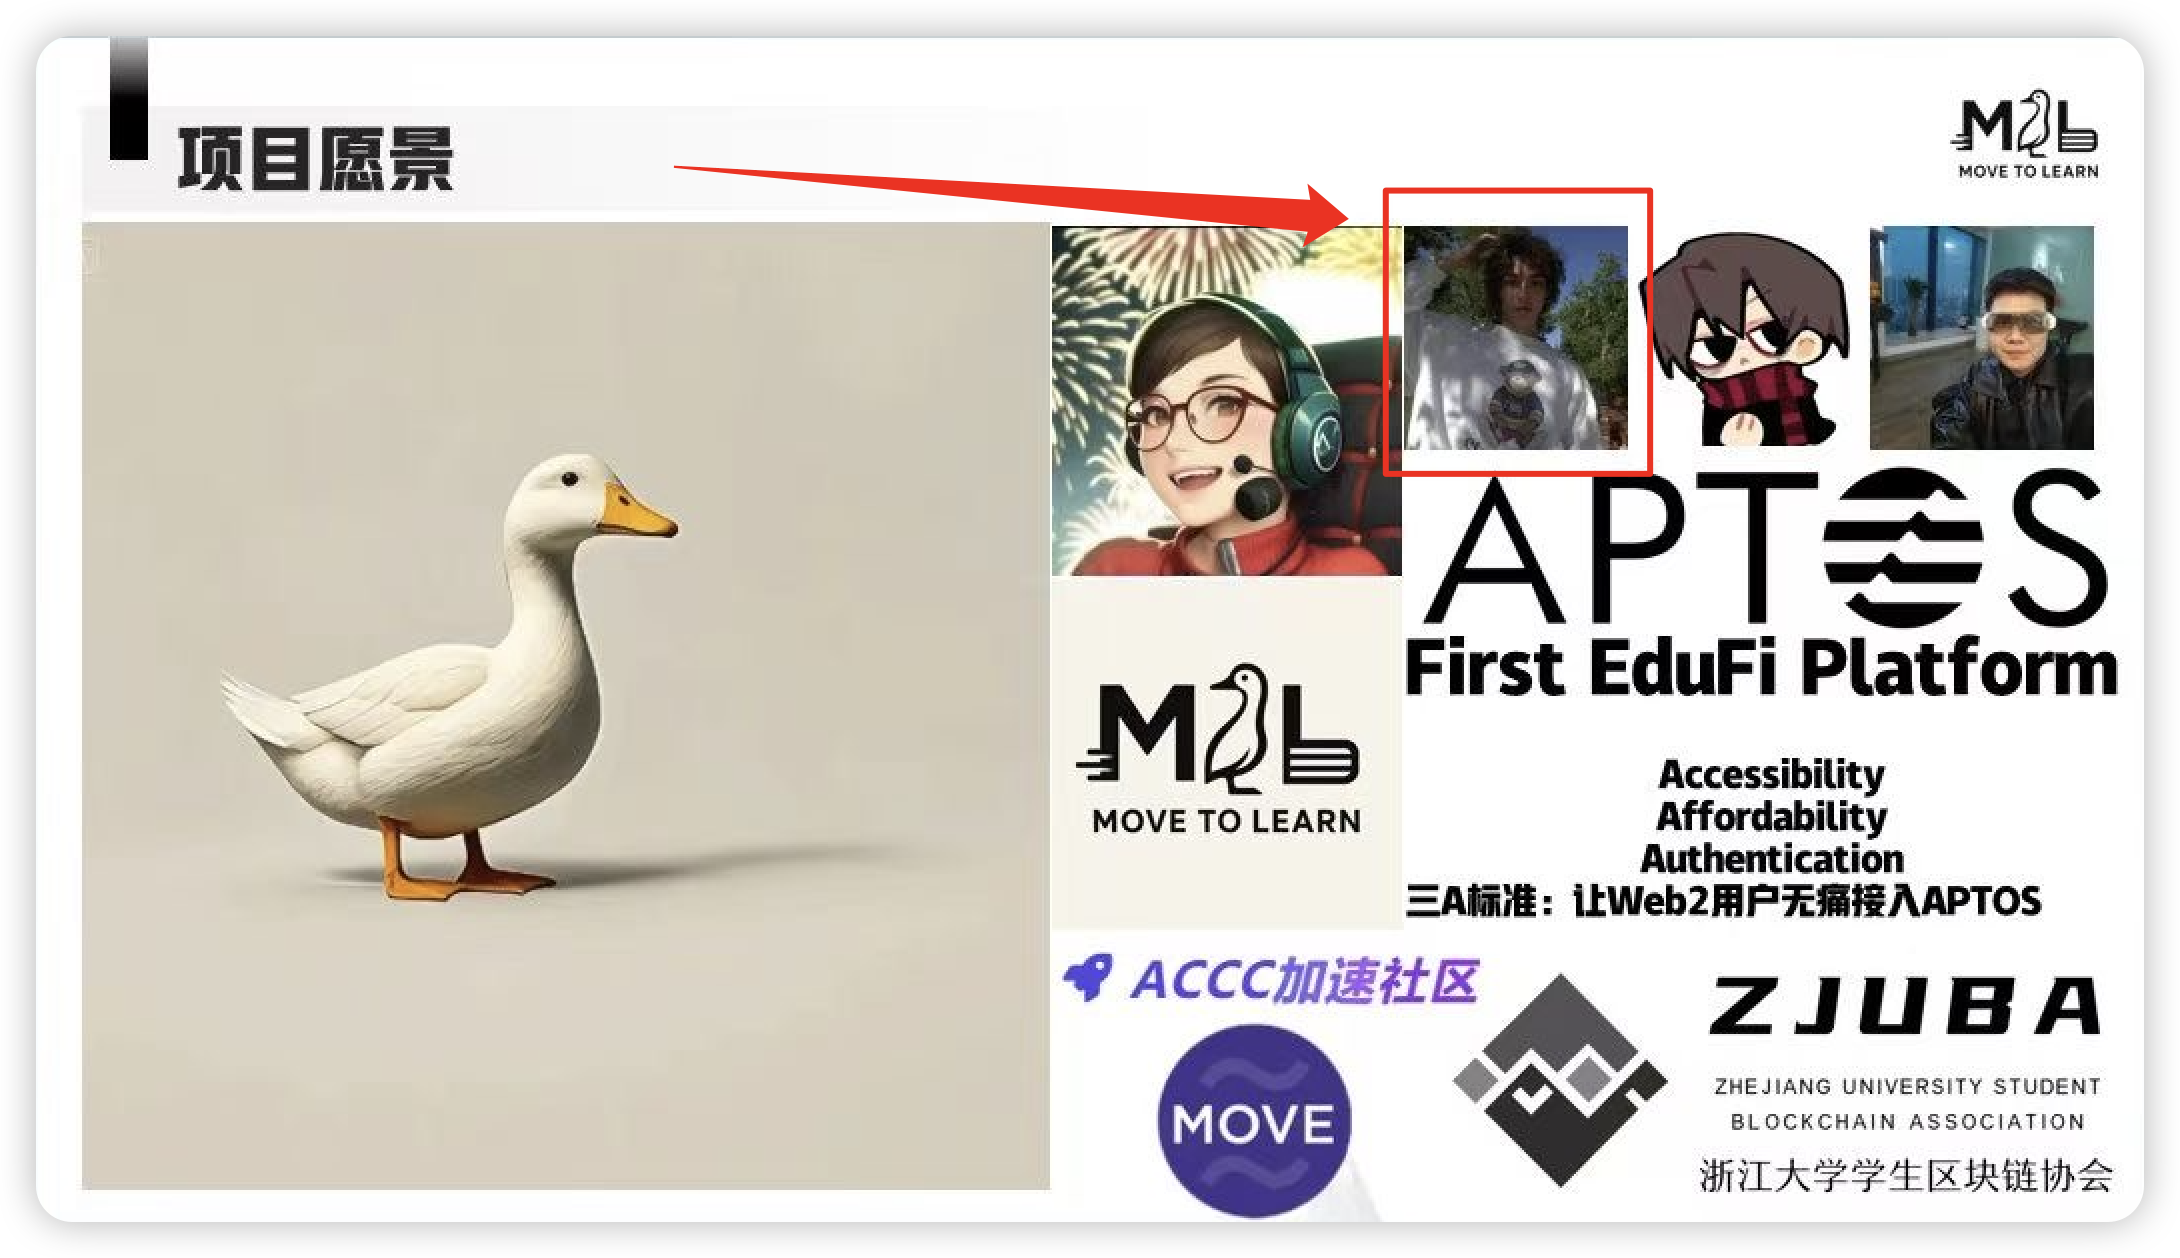 项目愿景
M2L
MOVE TO LEARN
APTOS
First EduFi Platform
M2L
MOVE TO LEARN
Accessibility
Affordability
Authentication
三A标准：让Web2用户无痛接入APTOS
ACCC加速社区
MOVE
ZJUBA
ZHEJIANG UNIVERSITY STUDENT
BLOCKCHAIN ASSOCIATION
浙江大学学生区块链协会